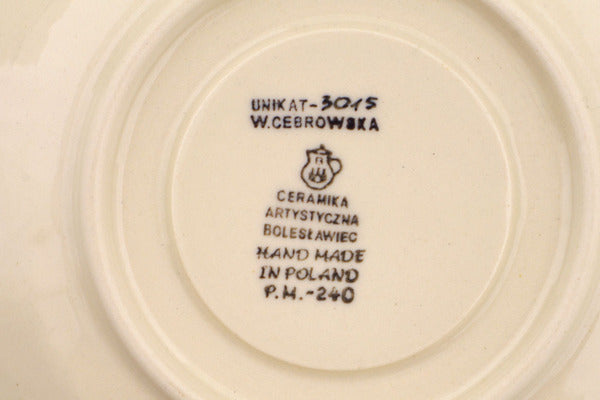 UNIKAT-3015
W.CEBROWSKA
CERAMIKA
ARTYSTYCZNA
BOLESŁAWIEC
HAND MADE
IN POLAND
P.M.-240